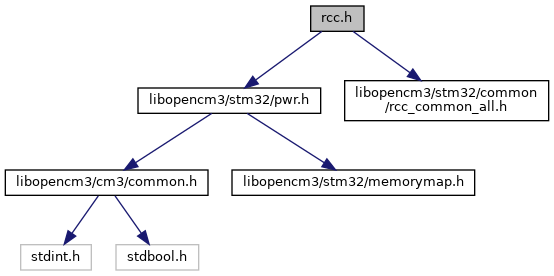 rcc.h
libopencm3/stm32/pwr.h
libopencm3/stm32/common
/rcc_common_all.h
libopencm3/cm3/common.h
libopencm3/stm32/memorymap.h
stdint.h
stdbool.h